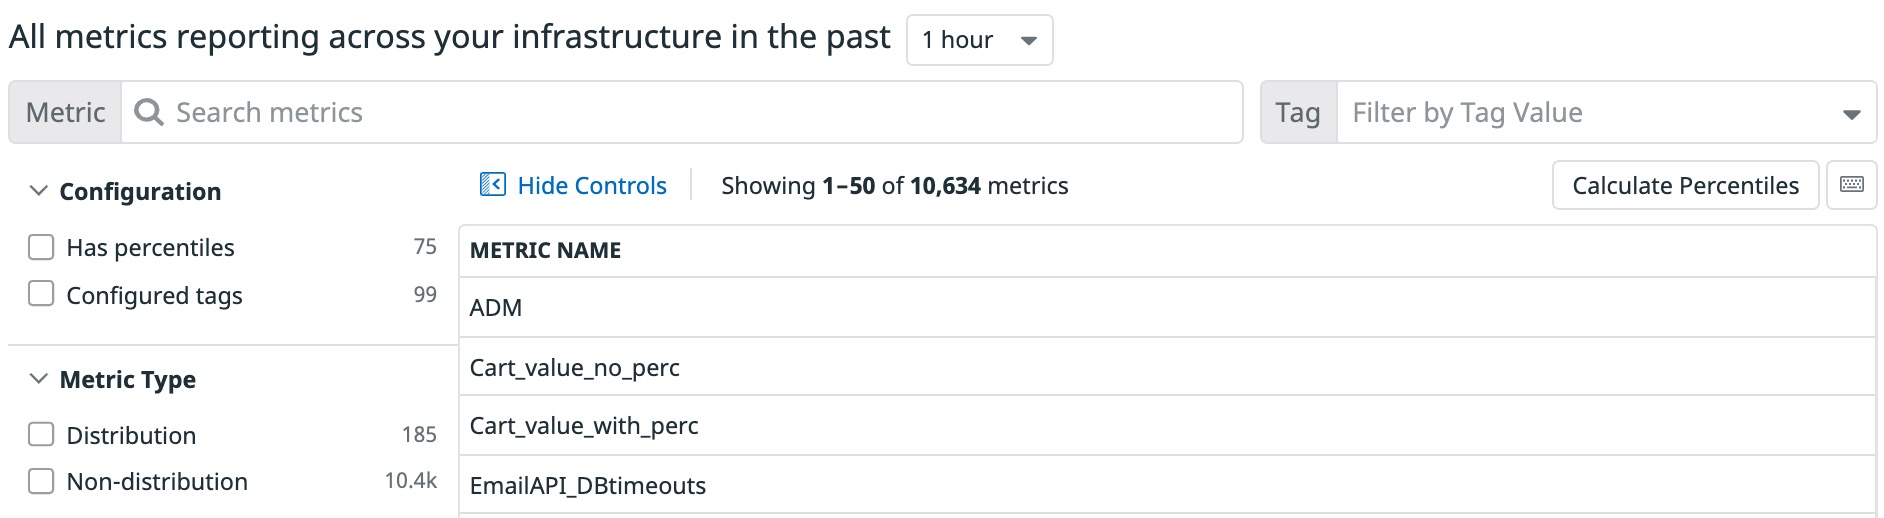 All metrics reporting across your infrastructure in the past 1 hour
Metric Search metrics Tag Filter by Tag Value
Configuration
Has percentiles 75
Configured tags 99
Metric Type
Distribution 185
Non-distribution 10.4k
Hide Controls Showing 1–50 of 10,634 metrics Calculate Percentiles
METRIC NAME
ADM
Cart_value_no_perc
Cart_value_with_perc
EmailAPI_DBtimeouts